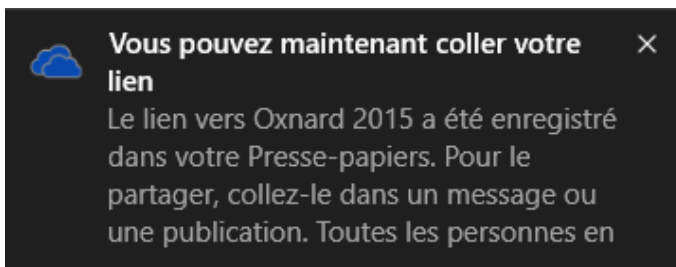 Vous pouvez maintenant coller votre
lien
Le lien vers Oxnard 2015 a été enregistré
dans votre Presse-papiers. Pour le
partager, collez-le dans un message ou
une publication. Toutes les personnes en